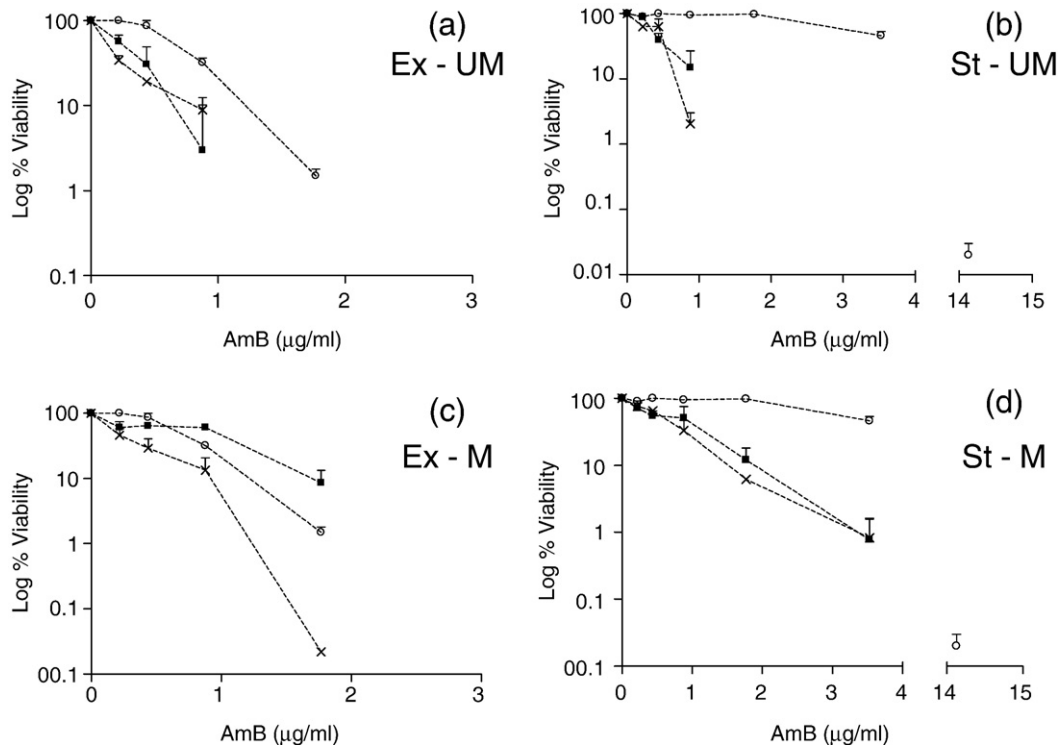 (a)
Ex - UM
Log % Viability
100
10
1
0.1
0 1 2 3
AmB (μg/ml)
(b)
St - UM
Log % Viability
100
10
1
0.1
0.01
0 1 2 3 4 14 15
AmB (μg/ml)
(c)
Ex - M
Log % Viability
100
10
1
0.1
00.1
0 1 2 3
AmB (μg/ml)
(d)
St - M
Log % Viability
100
10
1
0.1
00.1
0 1 2 3 4 14 15
AmB (μg/ml)